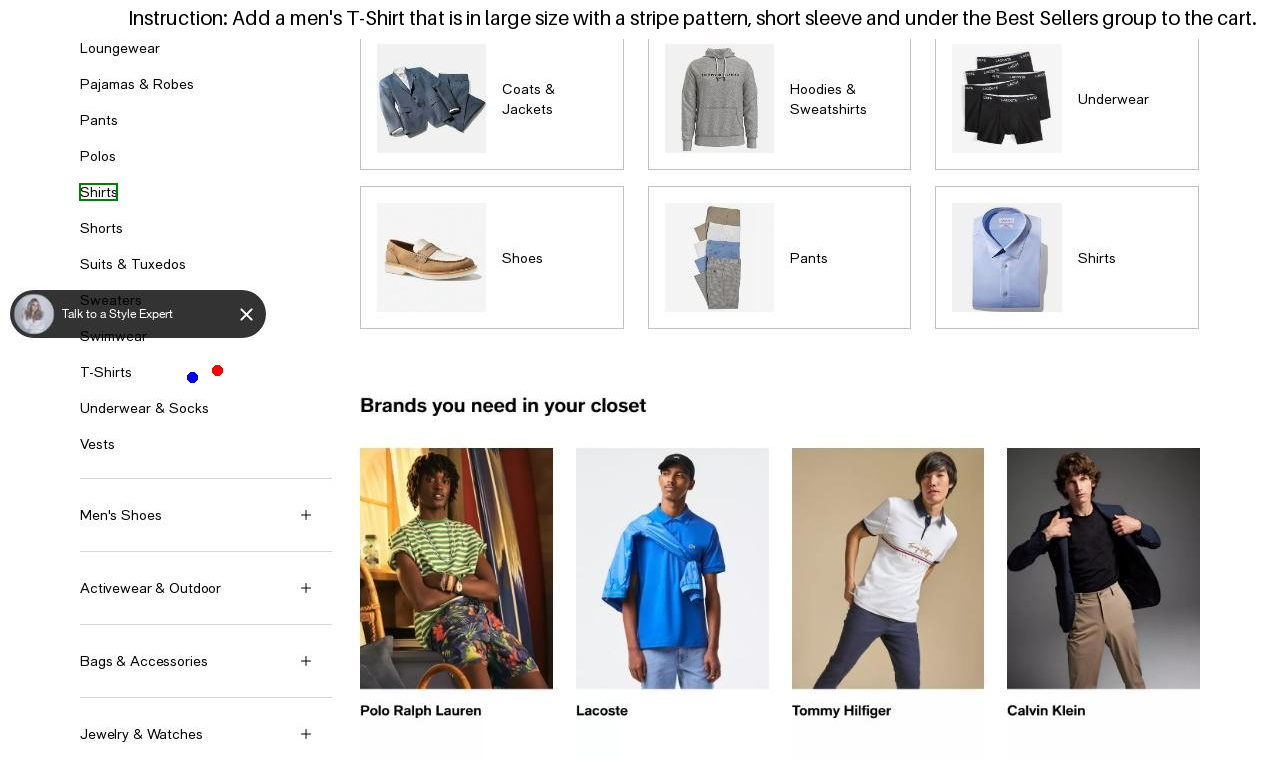 Instruction: Add a men's T-Shirt that is in large size with a stripe pattern, short sleeve and under the Best Sellers group to the cart.
Loungewear
Pajamas & Robes
Pants
Polos
Shirts
Shorts
Suits & Tuxedos
Sweaters
Talk to a Style Expert
Swimwear
T-Shirts
Underwear & Socks
Vests
Men's Shoes
Activewear & Outdoor
Bags & Accessories
Jewelry & Watches
Coats &
Jackets
Hoodies &
Sweatshirts
Underwear
Shoes
Pants
Shirts
Brands you need in your closet
Polo Ralph Lauren
Lacoste
Tommy Hilfiger
Calvin Klein